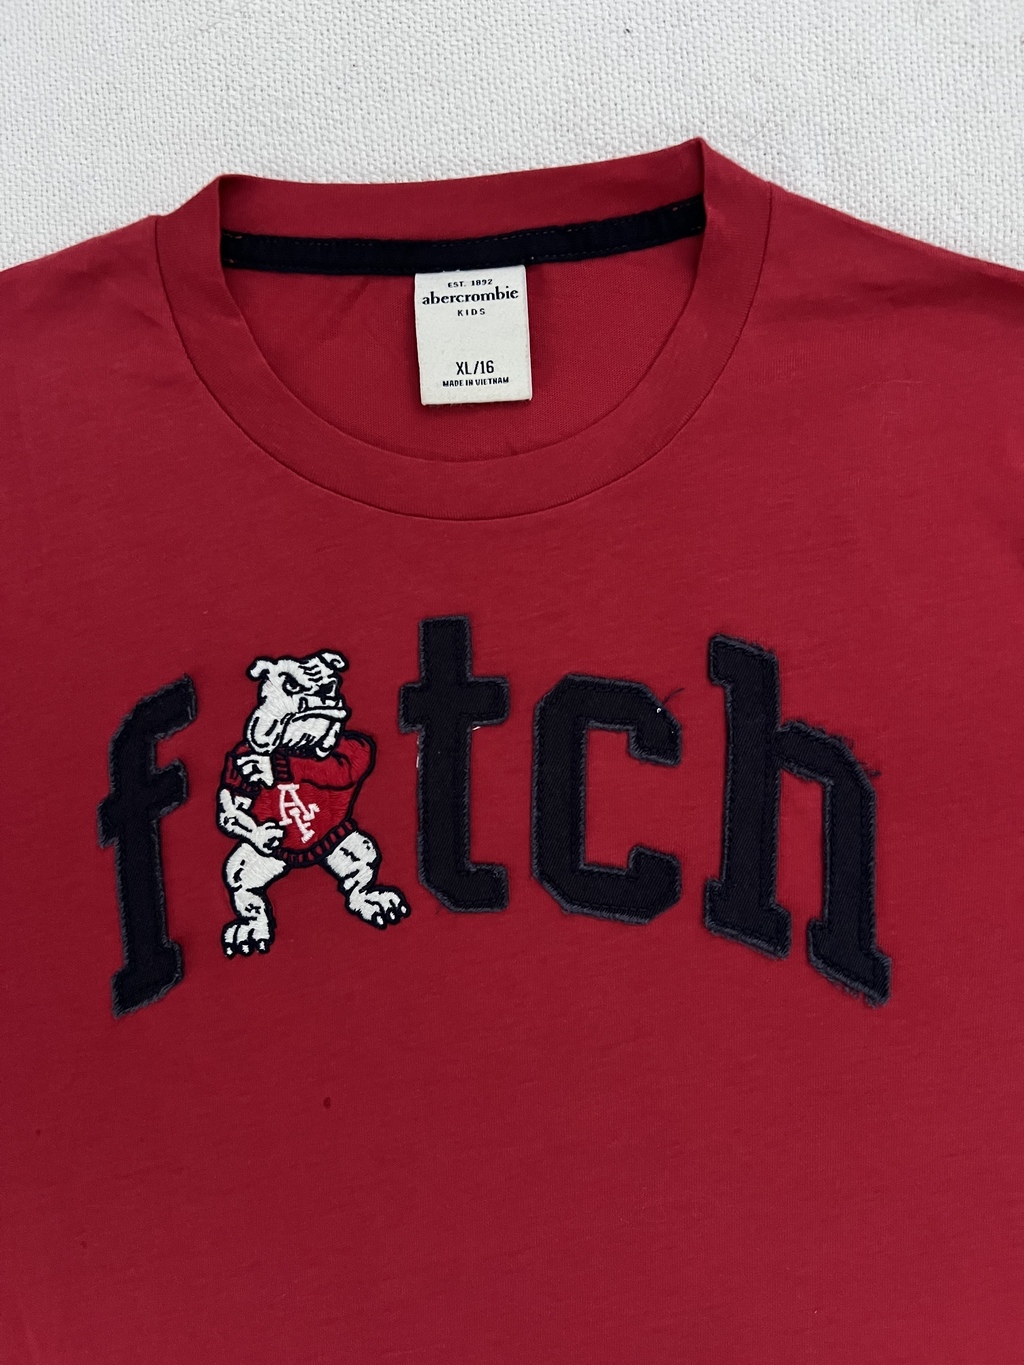 EST. 1892
abercrombie
KIDS
XL/16
MADE IN VIETNAM
f tch
AF